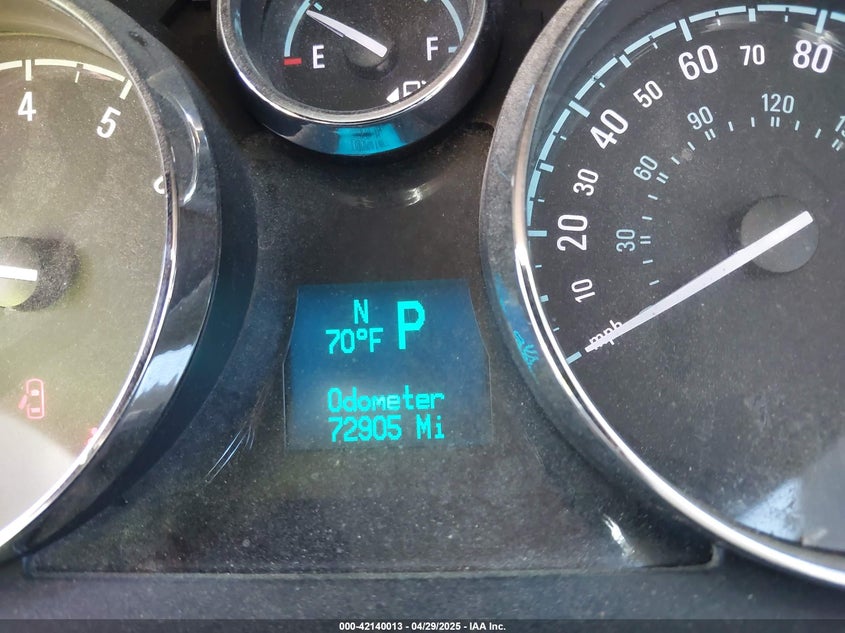 E F
4 5 6
10 20 30 40 50 60 70 80
30 60 90 120
mph
N P
70°F
Odometer
72905 Mi
000-42140013 - 04/29/2025 - IAA Inc.